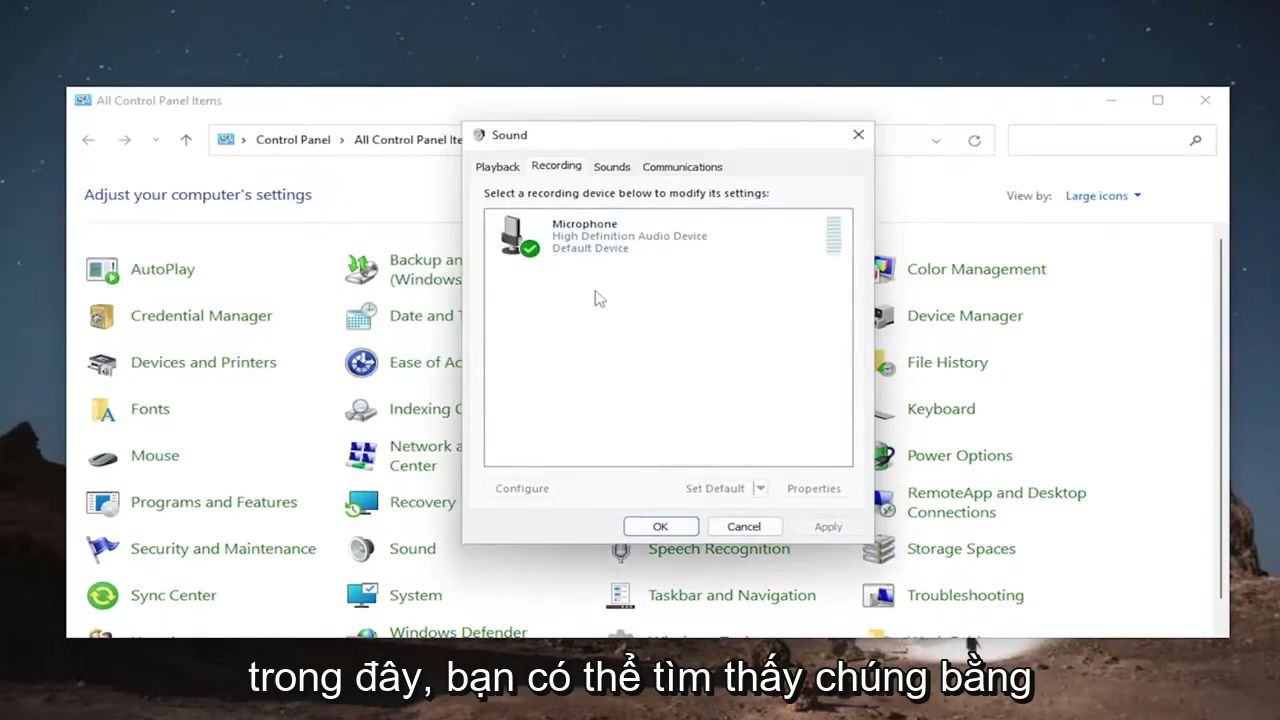 All Control Panel Items
Control Panel
All Control Panel Ite
Adjust your computer's settings
View by: Large icons
Sound
Playback Recording Sounds Communications
Select a recording device below to modify its settings:
Microphone
High Definition Audio Device
Default Device
Configure Set Default Properties
OK Cancel Apply
AutoPlay
Backup an
(Windows
Color Management
Credential Manager
Date and T
Device Manager
Devices and Printers
Ease of Ac
File History
Fonts
Indexing O
Keyboard
Mouse
Network a
Center
Power Options
Programs and Features
Recovery
RemoteApp and Desktop
Connections
Security and Maintenance
Sound
Speech Recognition
Storage Spaces
Sync Center
System
Taskbar and Navigation
Troubleshooting
Windows Defender
trong đây, bạn có thể tìm thấy chúng bằng